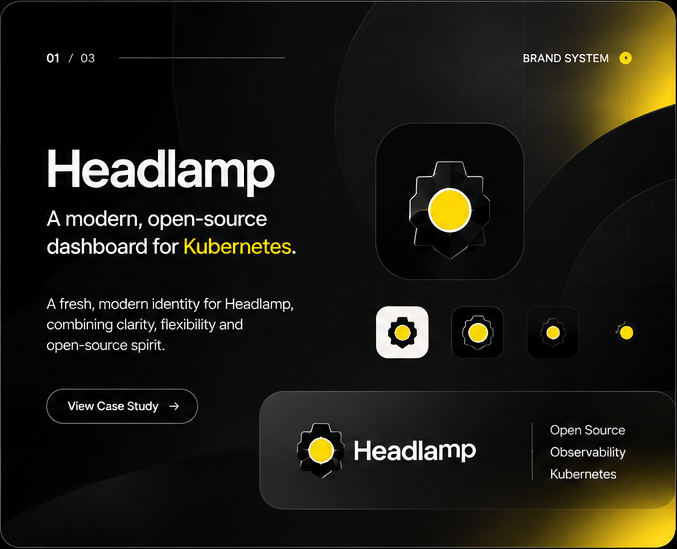 01 / 03
BRAND SYSTEM
Headlamp
A modern, open-source
dashboard for Kubernetes.
A fresh, modern identity for Headlamp,
combining clarity, flexibility and
open-source spirit.
View Case Study →
Headlamp
Open Source
Observability
Kubernetes